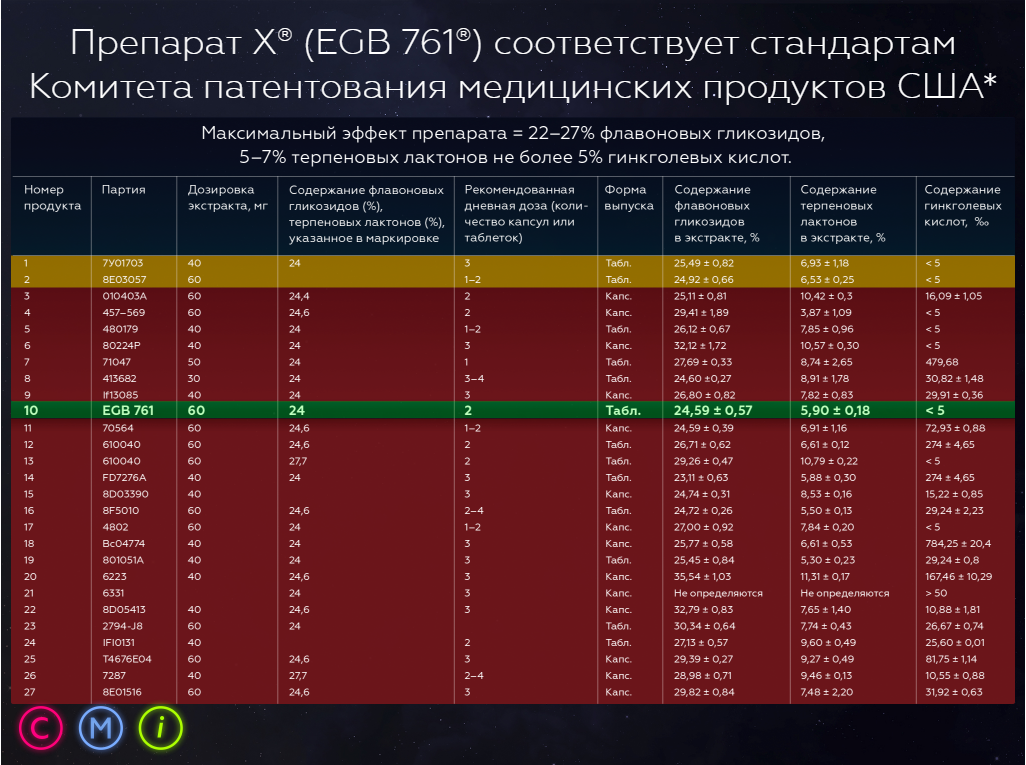 Препарат X® (EGB 761®) соответствует стандартам
Комитета патентования медицинских продуктов США*
Максимальный эффект препарата = 22–27% флавоновых гликозидов,
5–7% терпеновых лактонов не более 5% гинкголевых кислот.
Номер продукта Партия Дозировка экстракта, мг Содержание флавоновых гликозидов (%), терпеновых лактонов (%), указанное в маркировке Рекомендованная дневная доза (коли-чество капсул или таблеток) Форма выпуска Содержание флавоновых гликозидов в экстракте, % Содержание терпеновых лактонов в экстракте, % Содержание гинкголевых кислот, ‰
1 7У01703 40 24 3 Табл. 25,49 ± 0,82 6,93 ± 1,18 < 5
2 8E03057 60 1–2 Табл. 24,92 ± 0,66 6,53 ± 0,25 < 5
3 010403A 60 24,4 2 Капс. 25,11 ± 0,81 10,42 ± 0,3 16,09 ± 1,05
4 457–569 60 24,6 2 Капс. 29,41 ± 1,89 3,87 ± 1,09 < 5
5 480179 40 24 1–2 Табл. 26,12 ± 0,67 7,85 ± 0,96 < 5
6 80224P 40 24 3 Капс. 32,12 ± 1,72 10,57 ± 0,30 < 5
7 71047 50 24 1 Табл. 27,69 ± 0,33 8,74 ± 2,65 479,68
8 413682 30 24 3–4 Табл. 24,60 ±0,27 8,91 ± 1,78 30,82 ± 1,48
9 If13085 40 24 3 Капс. 26,80 ± 0,82 7,82 ± 0,83 29,91 ± 0,36
10 EGB 761 60 24 2 Табл. 24,59 ± 0,57 5,90 ± 0,18 < 5
11 70564 60 24,6 1–2 Капс. 24,59 ± 0,39 6,91 ± 1,16 72,93 ± 0,88
12 610040 60 24,6 2 Табл. 26,71 ± 0,62 6,61 ± 0,12 274 ± 4,65
13 610040 60 27,7 2 Табл. 29,26 ± 0,47 10,79 ± 0,22 < 5
14 FD7276A 40 24 3 Табл. 23,11 ± 0,63 5,88 ± 0,30 274 ± 4,65
15 8D03390 40 3 Капс. 24,74 ± 0,31 8,53 ± 0,16 15,22 ± 0,85
16 8F5010 60 24,6 2–4 Табл. 24,72 ± 0,26 5,50 ± 0,13 29,24 ± 2,23
17 4802 60 24 1–2 Капс. 27,00 ± 0,92 7,84 ± 0,20 < 5
18 Bc04774 40 24 3 Капс. 25,77 ± 0,58 6,61 ± 0,53 784,25 ± 20,4
19 801051A 40 24 3 Капс. 25,45 ± 0,84 5,30 ± 0,23 29,24 ± 0,8
20 6223 40 24,6 3 Капс. 35,54 ± 1,03 11,31 ± 0,17 167,46 ± 10,29
21 6331 24 3 Капс. Не определяются Не определяются > 50
22 8D05413 40 24,6 3 Капс. 32,79 ± 0,83 7,65 ± 1,40 10,88 ± 1,81
23 2794-J8 60 24 Табл. 30,34 ± 0,64 7,74 ± 0,43 26,67 ± 0,74
24 IFI0131 40 2 Табл. 27,13 ± 0,57 9,60 ± 0,49 25,60 ± 0,01
25 T4676E04 60 24,6 3 Капс. 29,39 ± 0,27 9,27 ± 0,49 81,75 ± 1,14
26 7287 40 27,7 2–4 Капс. 28,98 ± 0,71 9,46 ± 0,13 10,55 ± 0,88
27 8E01516 60 24,6 3 Капс. 29,82 ± 0,84 7,48 ± 2,20 31,92 ± 0,63
C M i